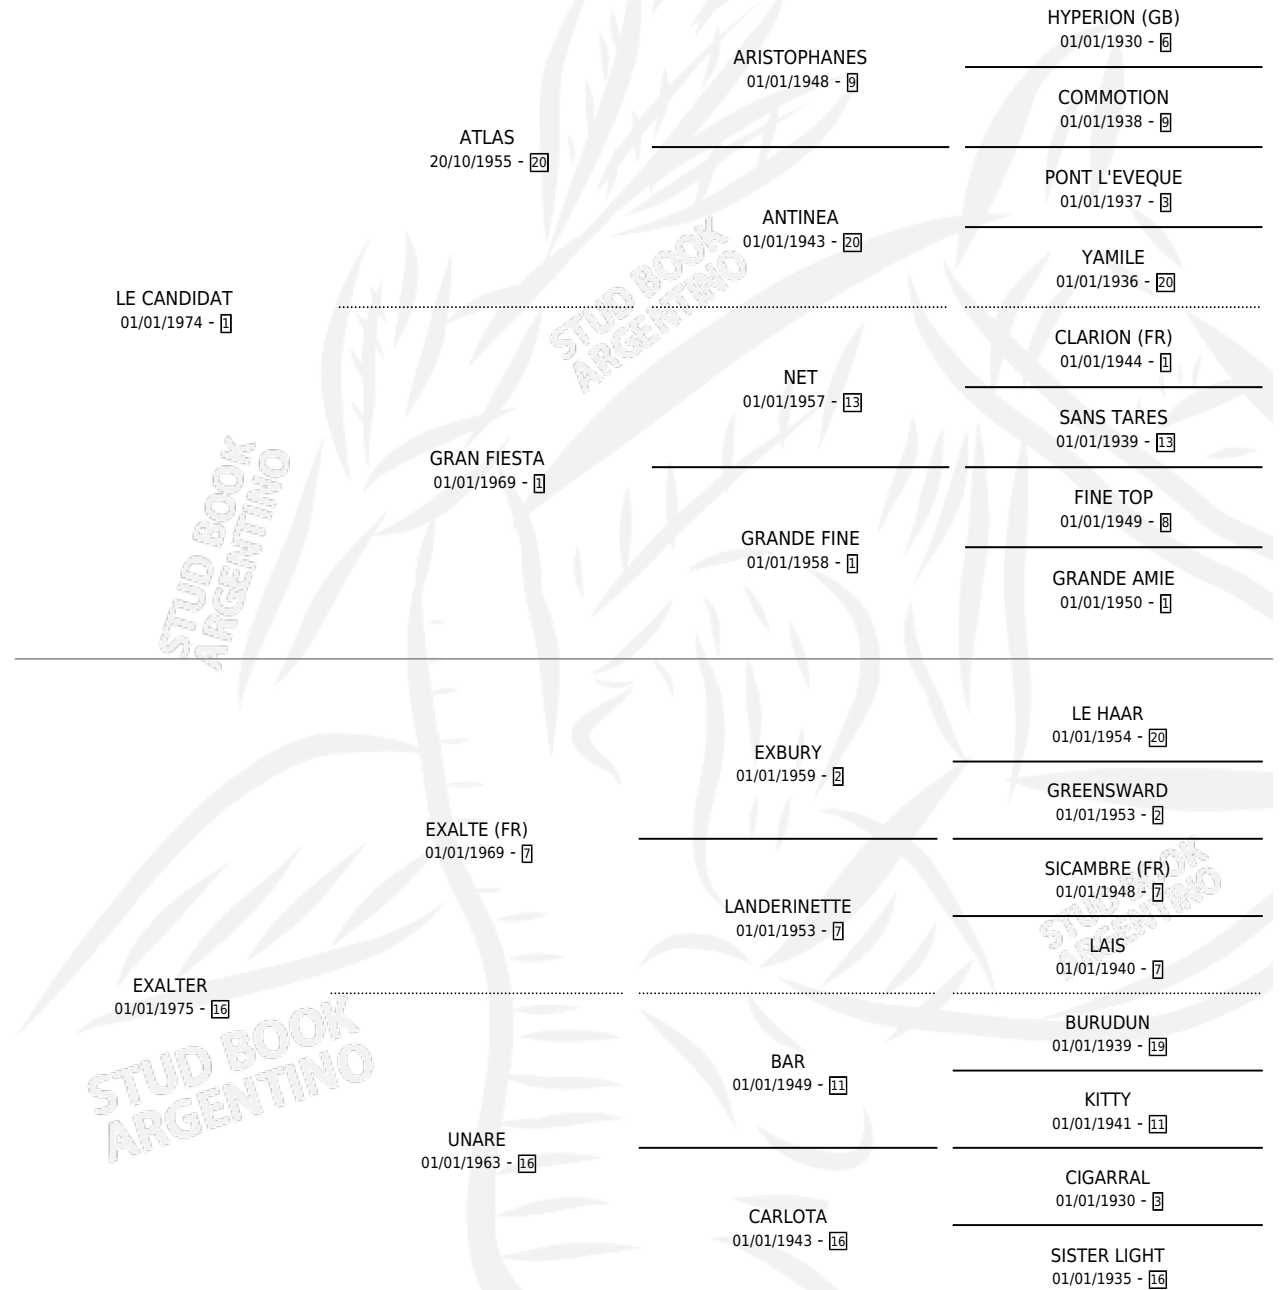 HYPERION (GB)
01/01/1930 - 6
ARISTOPHANES
01/01/1948 - 9
COMMOTION
01/01/1938 - 9
ATLAS
20/10/1955 - 20
PONT L'EVEQUE
01/01/1937 - 3
ANTINEA
01/01/1943 - 20
YAMILE
01/01/1936 - 20
LE CANDIDAT
01/01/1974 - 1
STUD BOOK
ARGENTINO
CLARION (FR)
01/01/1944 - 1
NET
01/01/1957 - 13
SANS TARES
01/01/1939 - 13
GRAN FIESTA
01/01/1969 - 1
FINE TOP
01/01/1949 - 8
GRANDE FINE
01/01/1958 - 1
GRANDE AMIE
01/01/1950 - 1
STUD BOOK
ARGENTINO
LE HAAR
01/01/1954 - 20
EXBURY
01/01/1959 - 2
GREENSWARD
01/01/1953 - 2
EXALTE (FR)
01/01/1969 - 7
SICAMBRE (FR)
01/01/1948 - 7
LANDERINETTE
01/01/1953 - 7
STUD BOOK
ARGENTINO
LAIS
01/01/1940 - 7
EXALTER
01/01/1975 - 16
BURUDUN
01/01/1939 - 19
STUD BOOK
ARGENTINO
BAR
01/01/1949 - 11
KITTY
01/01/1941 - 11
UNARE
01/01/1963 - 16
CIGARRAL
01/01/1930 - 3
CARLOTA
01/01/1943 - 16
SISTER LIGHT
01/01/1935 - 16